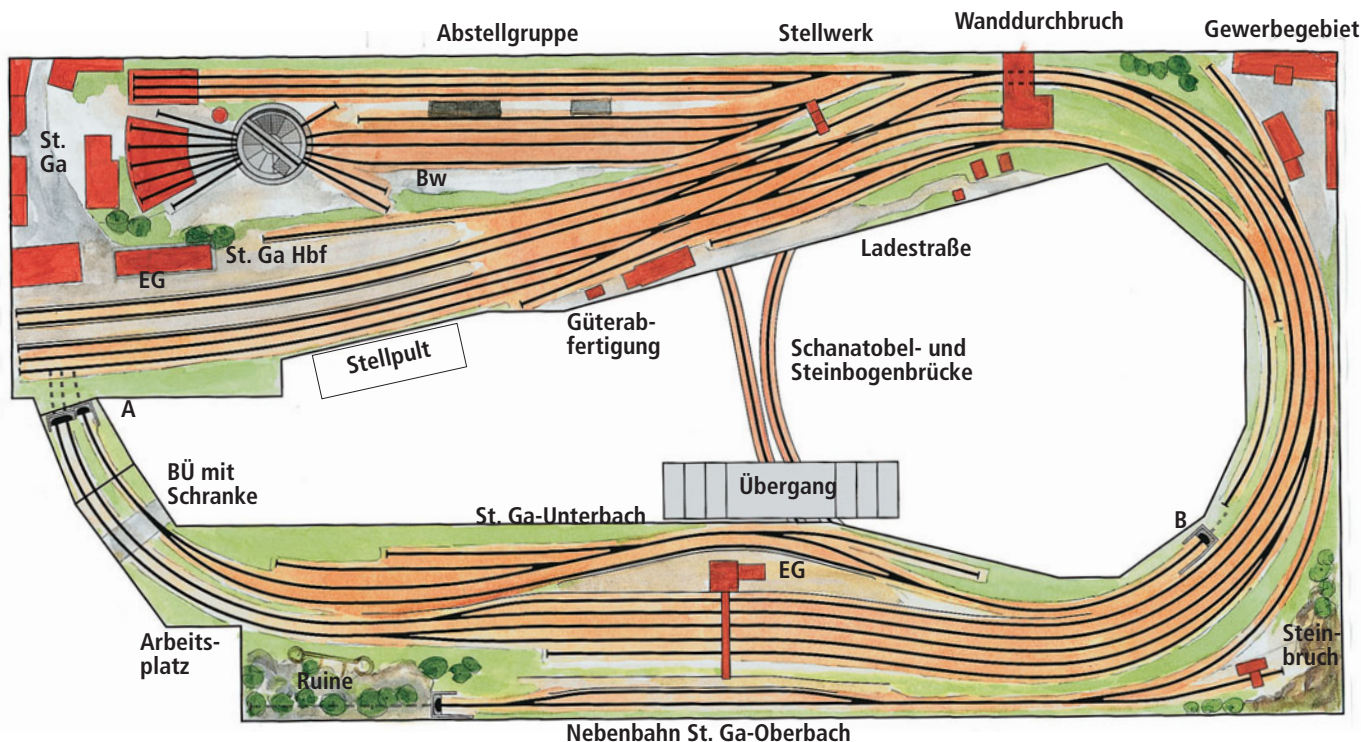 Abstellgruppe
Stellwerk
Wanddurchbruch
Gewerbegebiet
St.
Ga
Bw
St. Ga Hbf
EG
Ladestraße
Güterab-
fertigung
Stellpult
Schanatobel- und
Steinbogenbrücke
A
BÜ mit
Schranke
Übergang
St. Ga-Unterbach
B
EG
Arbeits-
platz
Ruine
Stein-
bruch
Nebenbahn St. Ga-Oberbach